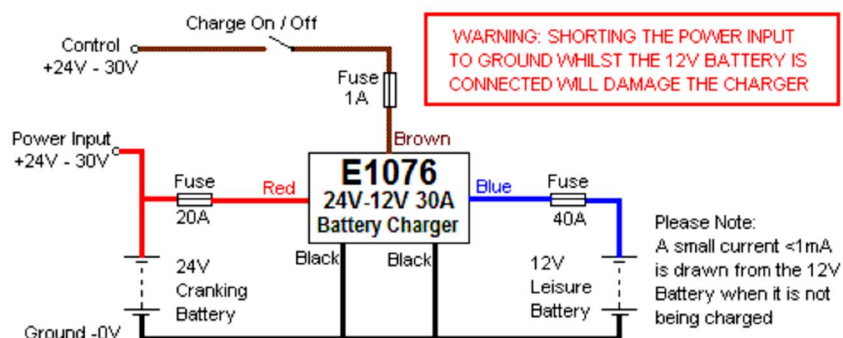 Charge On / Off
Control
+24V - 30V
WARNING: SHORTING THE POWER INPUT
TO GROUND WHILST THE 12V BATTERY IS
CONNECTED WILL DAMAGE THE CHARGER
Fuse
1A
Brown
Power Input
+24V - 30V
Fuse
20A
Red
E1076
24V-12V 30A
Battery Charger
Blue
Fuse
40A
Black
Black
24V
Cranking
Battery
12V
Leisure
Battery
Please Note:
A small current <1mA
is drawn from the 12V
Battery when it is not
being charged
Ground -0V